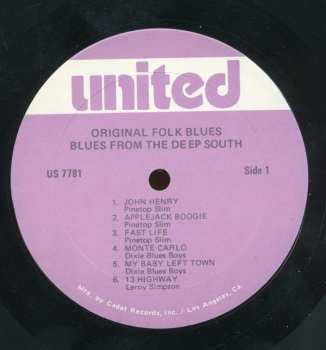 united
ORIGINAL FOLK BLUES
BLUES FROM THE DEEP SOUTH
US 7781
Side 1
1. JOHN HENRY
Pinetop Slim
2. APPLEJACK BOOGIE
Pinetop Slim
3. FAST LIFE
Pinetop Slim
4. MONTE CARLO
Dixie Blues Boys
5. MY BABY LEFT TOWN
Dixie Blues Boys
6. 13 HIGHWAY
Leroy Simpson
Mfg. by Cadet Records, Inc. / Los Angeles, Ca.